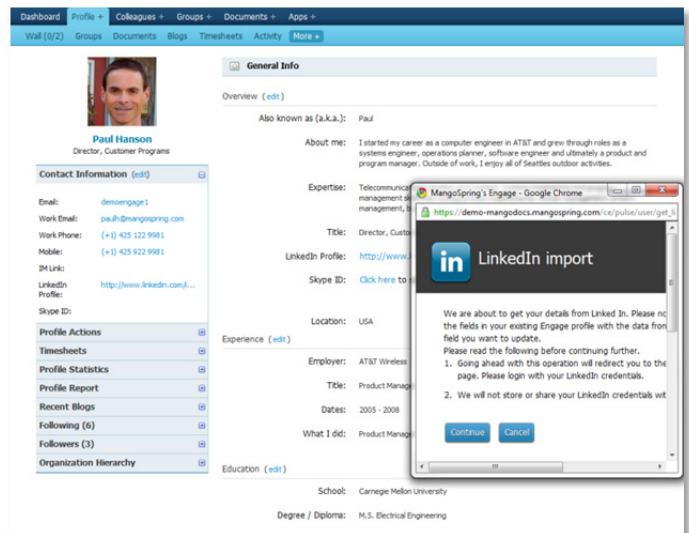 Dashboard Profile + Colleagues + Groups + Documents + Apps +
Wall (0/2) Groups Documents Blogs Timesheets Activity More +
Paul Hanson
Director, Customer Programs
Contact Information (edit)
Email: demoengage1
Work Email: paulh@mangospring.com
Work Phone: (+1) 425 122 9981
Mobile: (+1) 425 922 9981
IM Link:
LinkedIn Profile: http://www.linkedin.com/l...
Skype ID:
Profile Actions
Timesheets
Profile Statistics
Profile Report
Recent Blogs
Following (6)
Followers (3)
Organization Hierarchy
General Info
Overview (edit)
Also known as (a.k.a.): Paul
About me: I started my career as a computer engineer in AT&T and grew through roles as a
systems engineer, operations planner, software engineer and ultimately a product and
program manager. Outside of work, I enjoy all of Seattles outdoor activities.
Expertise: Telecommunicat
management s
management, b
Title: Director, Custo
LinkedIn Profile: http://www.
Skype ID: Click here to
Location: USA
Experience (edit)
Employer: AT&T Wireless
Title: Product Manag
Dates: 2005 - 2008
What I did: Product Manag
Education (edit)
School: Carnegie Mellon University
Degree / Diploma: M.S. Electrical Engineering
MangoSpring's Engage - Google Chrome
https://demo-mangodocs.mangospring.com/ce/pulse/user/get_li
in LinkedIn import
We are about to get your details from Linked In. Please no
the fields in your existing Engage profile with the data from
field you want to update.
Please read the following before continuing further.
1. Going ahead with this operation will redirect you to the
page. Please login with your LinkedIn credentials.
2. We will not store or share your LinkedIn credentials wit
Continue Cancel